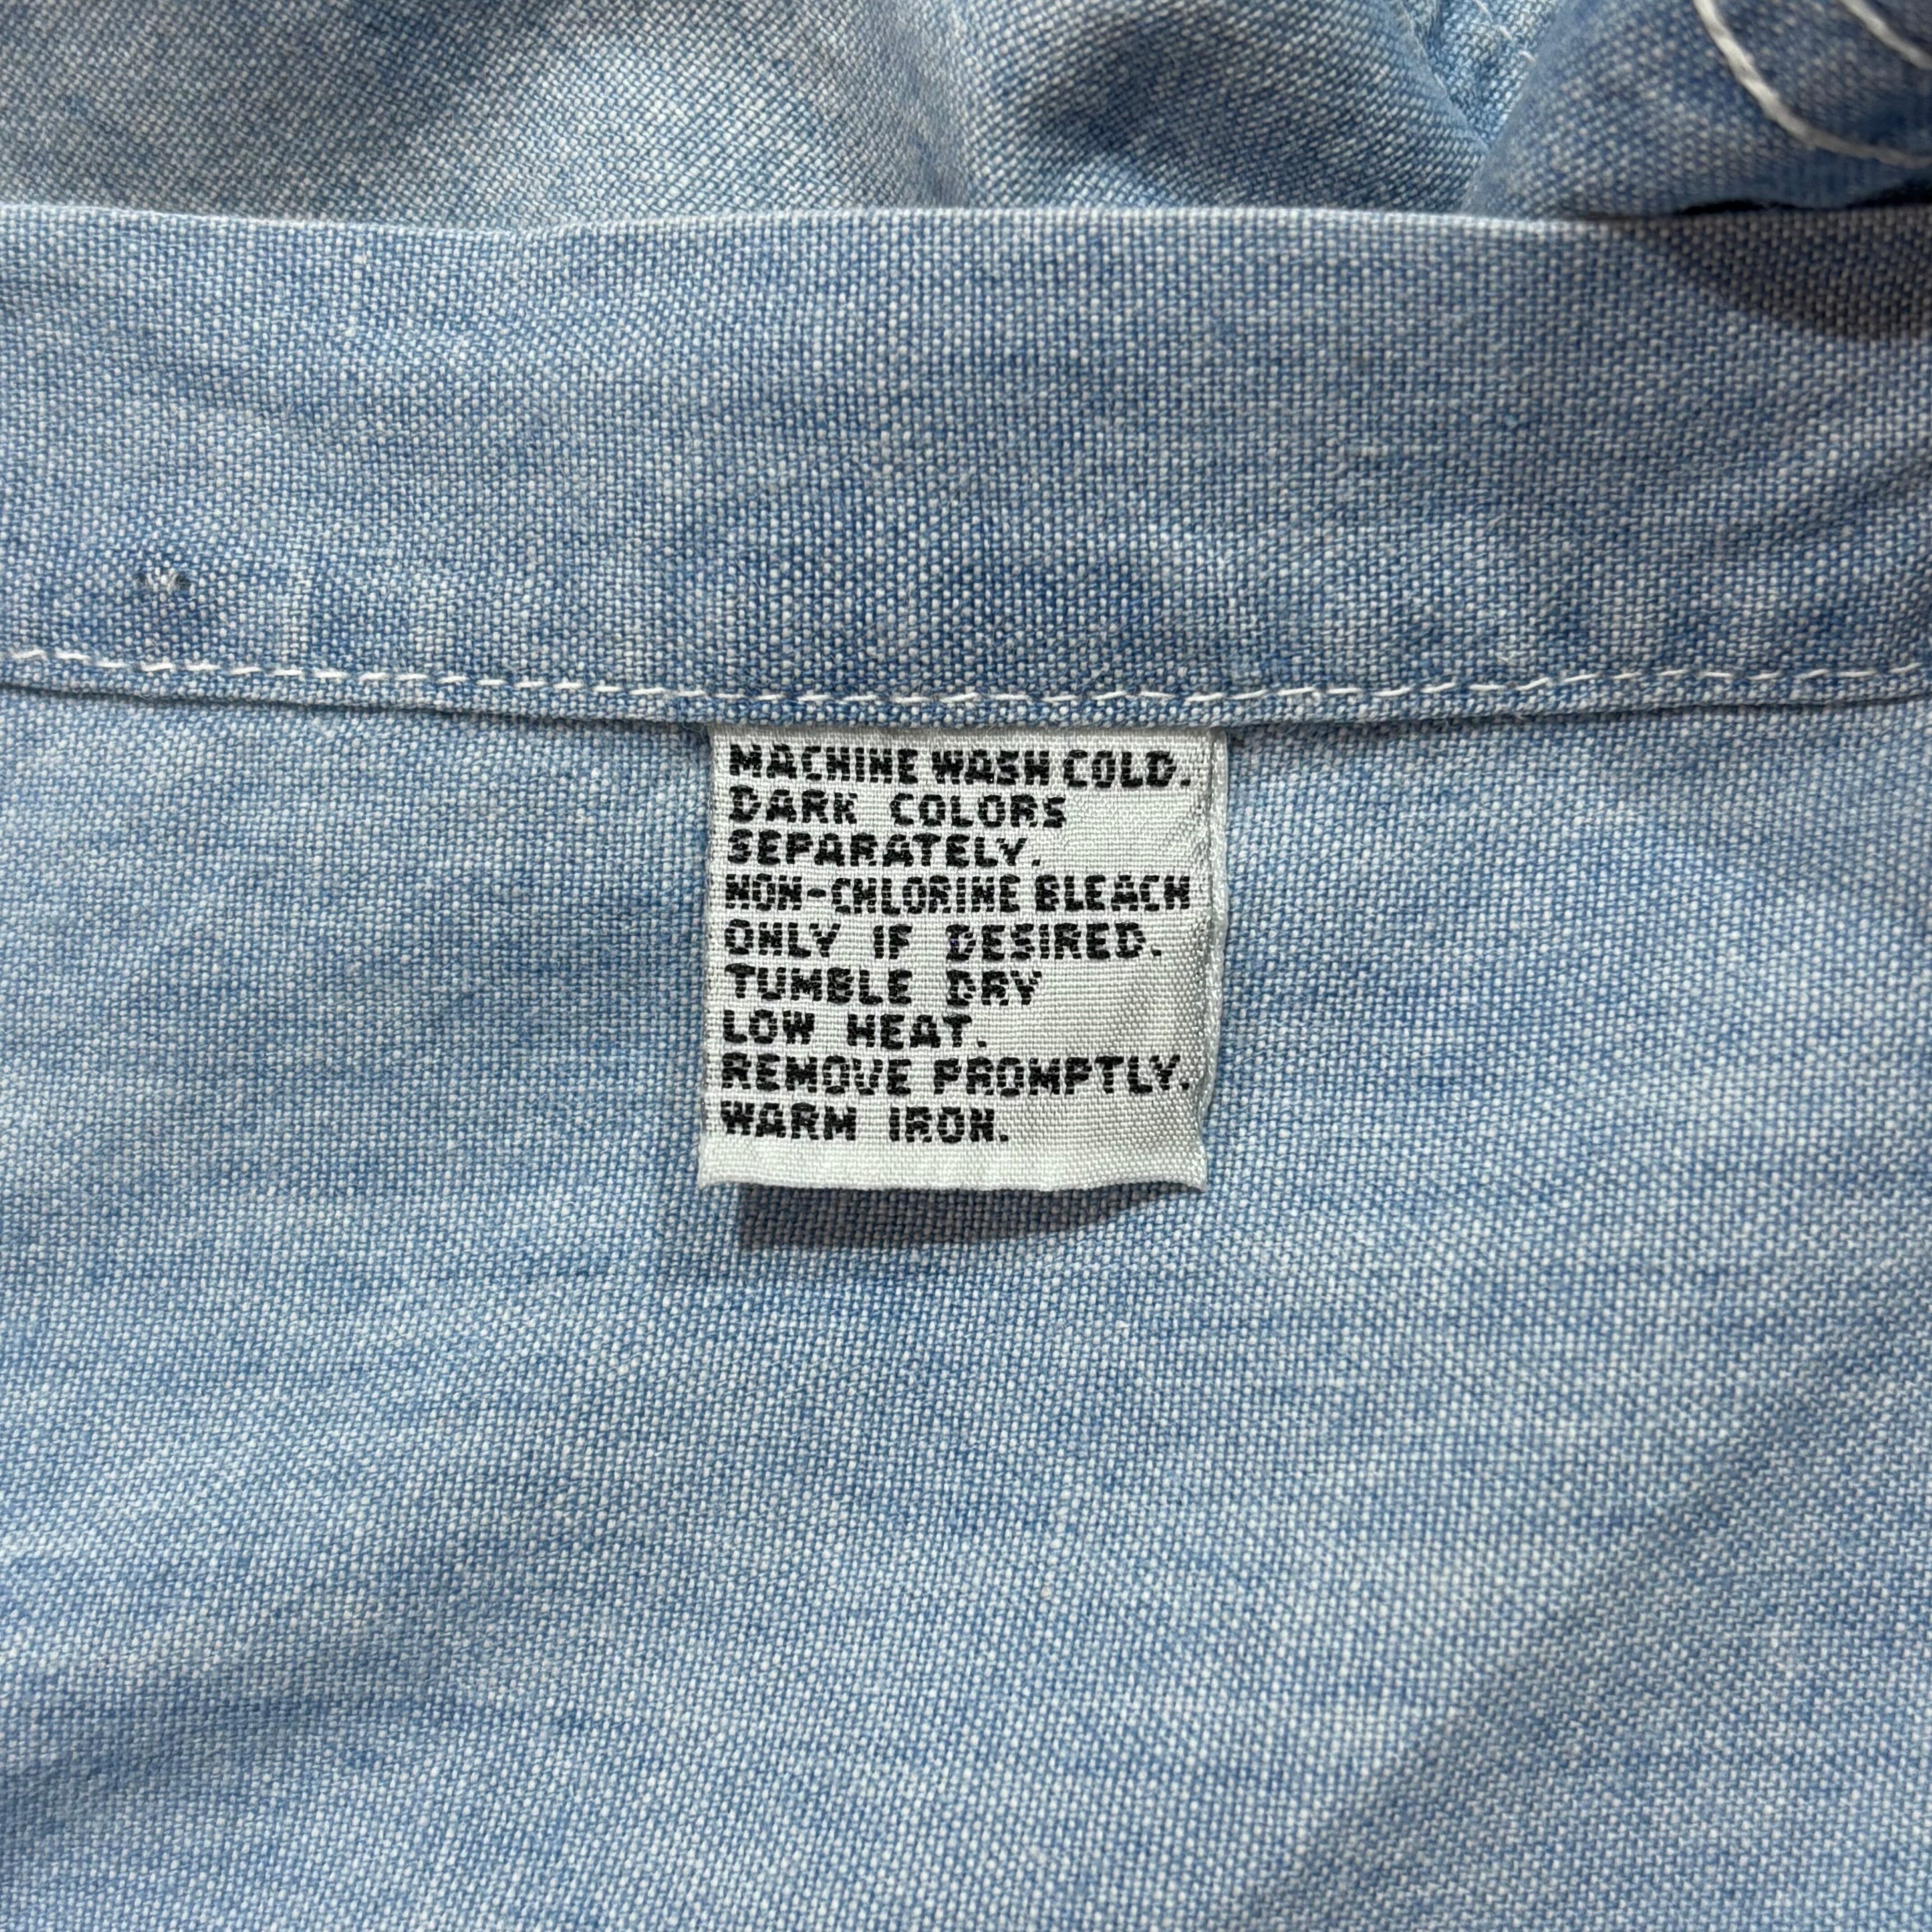 MACHINE WASH COLD.
DARK COLORS
SEPARATELY.
NON-CHLORINE BLEACH
ONLY IF DESIRED.
TUMBLE DRY
LOW HEAT.
REMOVE PROMPTLY.
WARM IRON.